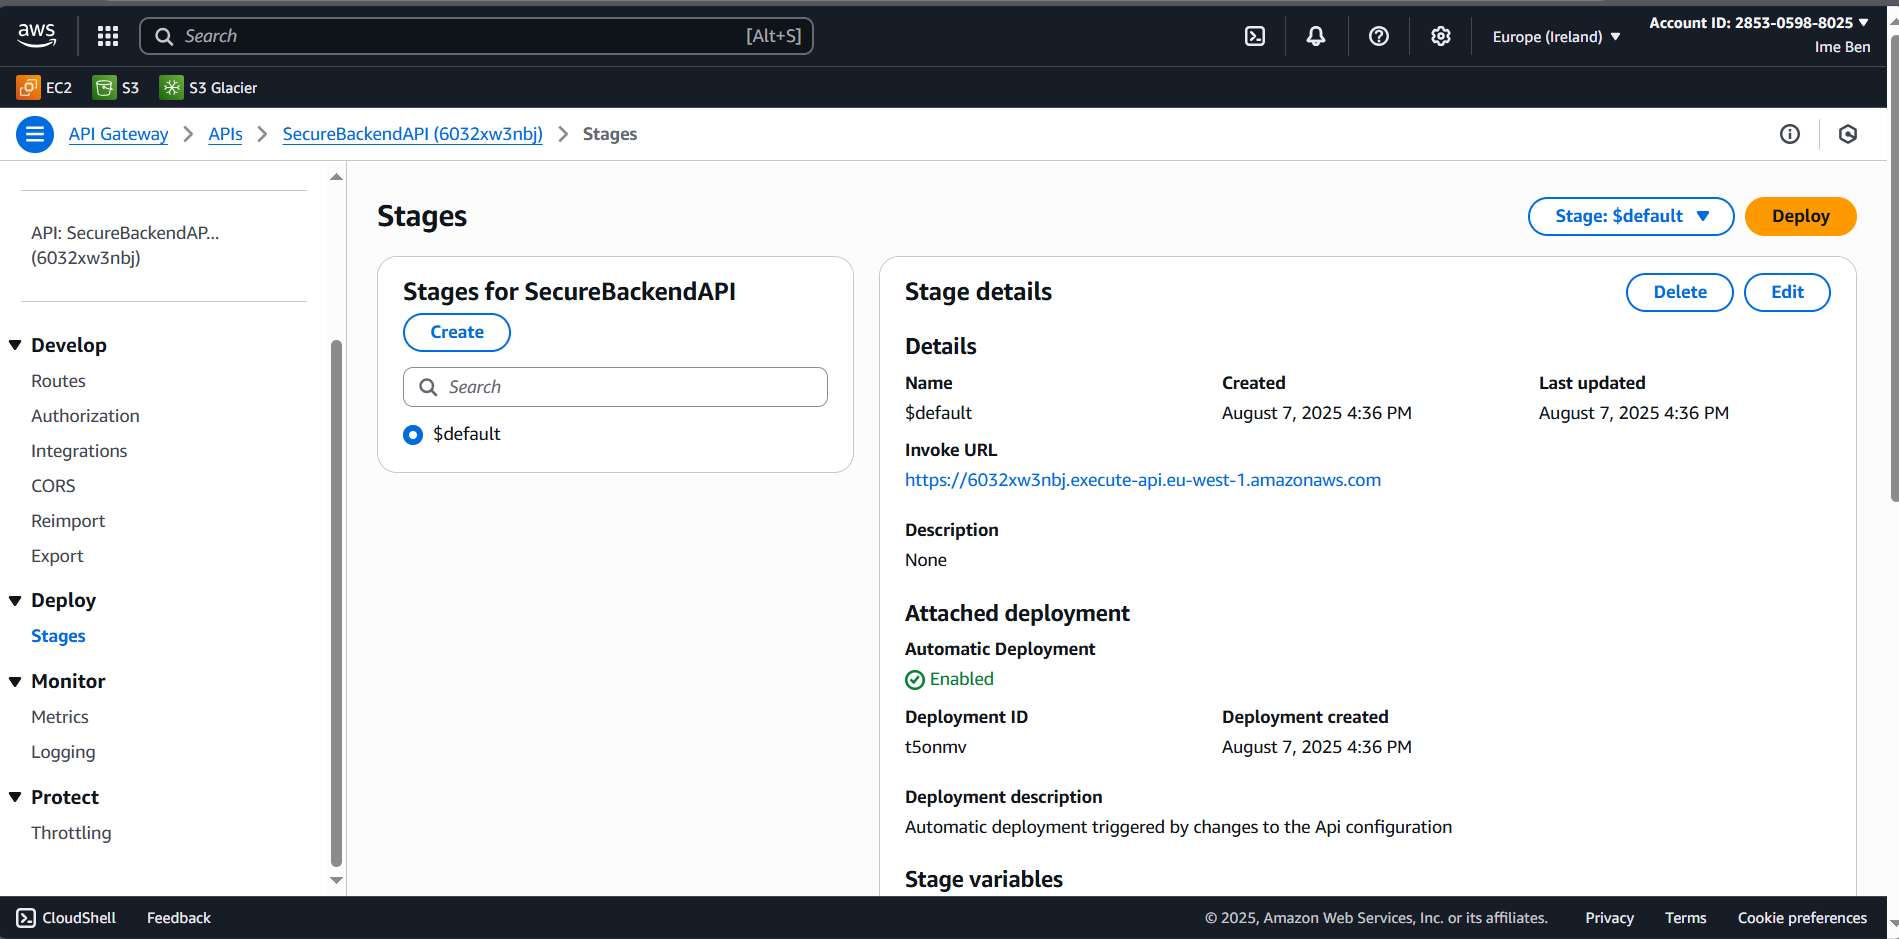 aws
Search [Alt+S]
Europe (Ireland)
Account ID: 2853-0598-8025
Ime Ben
EC2 S3 S3 Glacier
API Gateway APIs SecureBackendAPI (6032xw3nbj) Stages
API: SecureBackendAP...
(6032xw3nbj)
Develop
Routes
Authorization
Integrations
CORS
Reimport
Export
Deploy
Stages
Monitor
Metrics
Logging
Protect
Throttling
Stages
Stage: $default Deploy
Stages for SecureBackendAPI
Create
Search
$default
Stage details
Delete Edit
Details
Name Created Last updated
$default August 7, 2025 4:36 PM August 7, 2025 4:36 PM
Invoke URL
https://6032xw3nbj.execute-api.eu-west-1.amazonaws.com
Description
None
Attached deployment
Automatic Deployment
Enabled
Deployment ID Deployment created
t5onmv August 7, 2025 4:36 PM
Deployment description
Automatic deployment triggered by changes to the Api configuration
Stage variables
CloudShell Feedback © 2025, Amazon Web Services, Inc. or its affiliates. Privacy Terms Cookie preferences